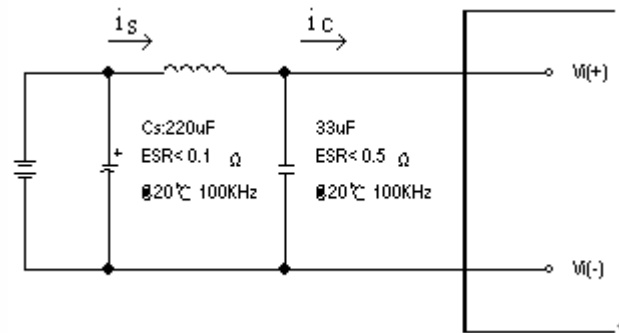 iS
iC
Vi(+)
+
Cs:220uF
ESR< 0.1 Ω
@20℃ 100KHz
33uF
ESR< 0.5 Ω
@20℃ 100KHz
Vi(-)